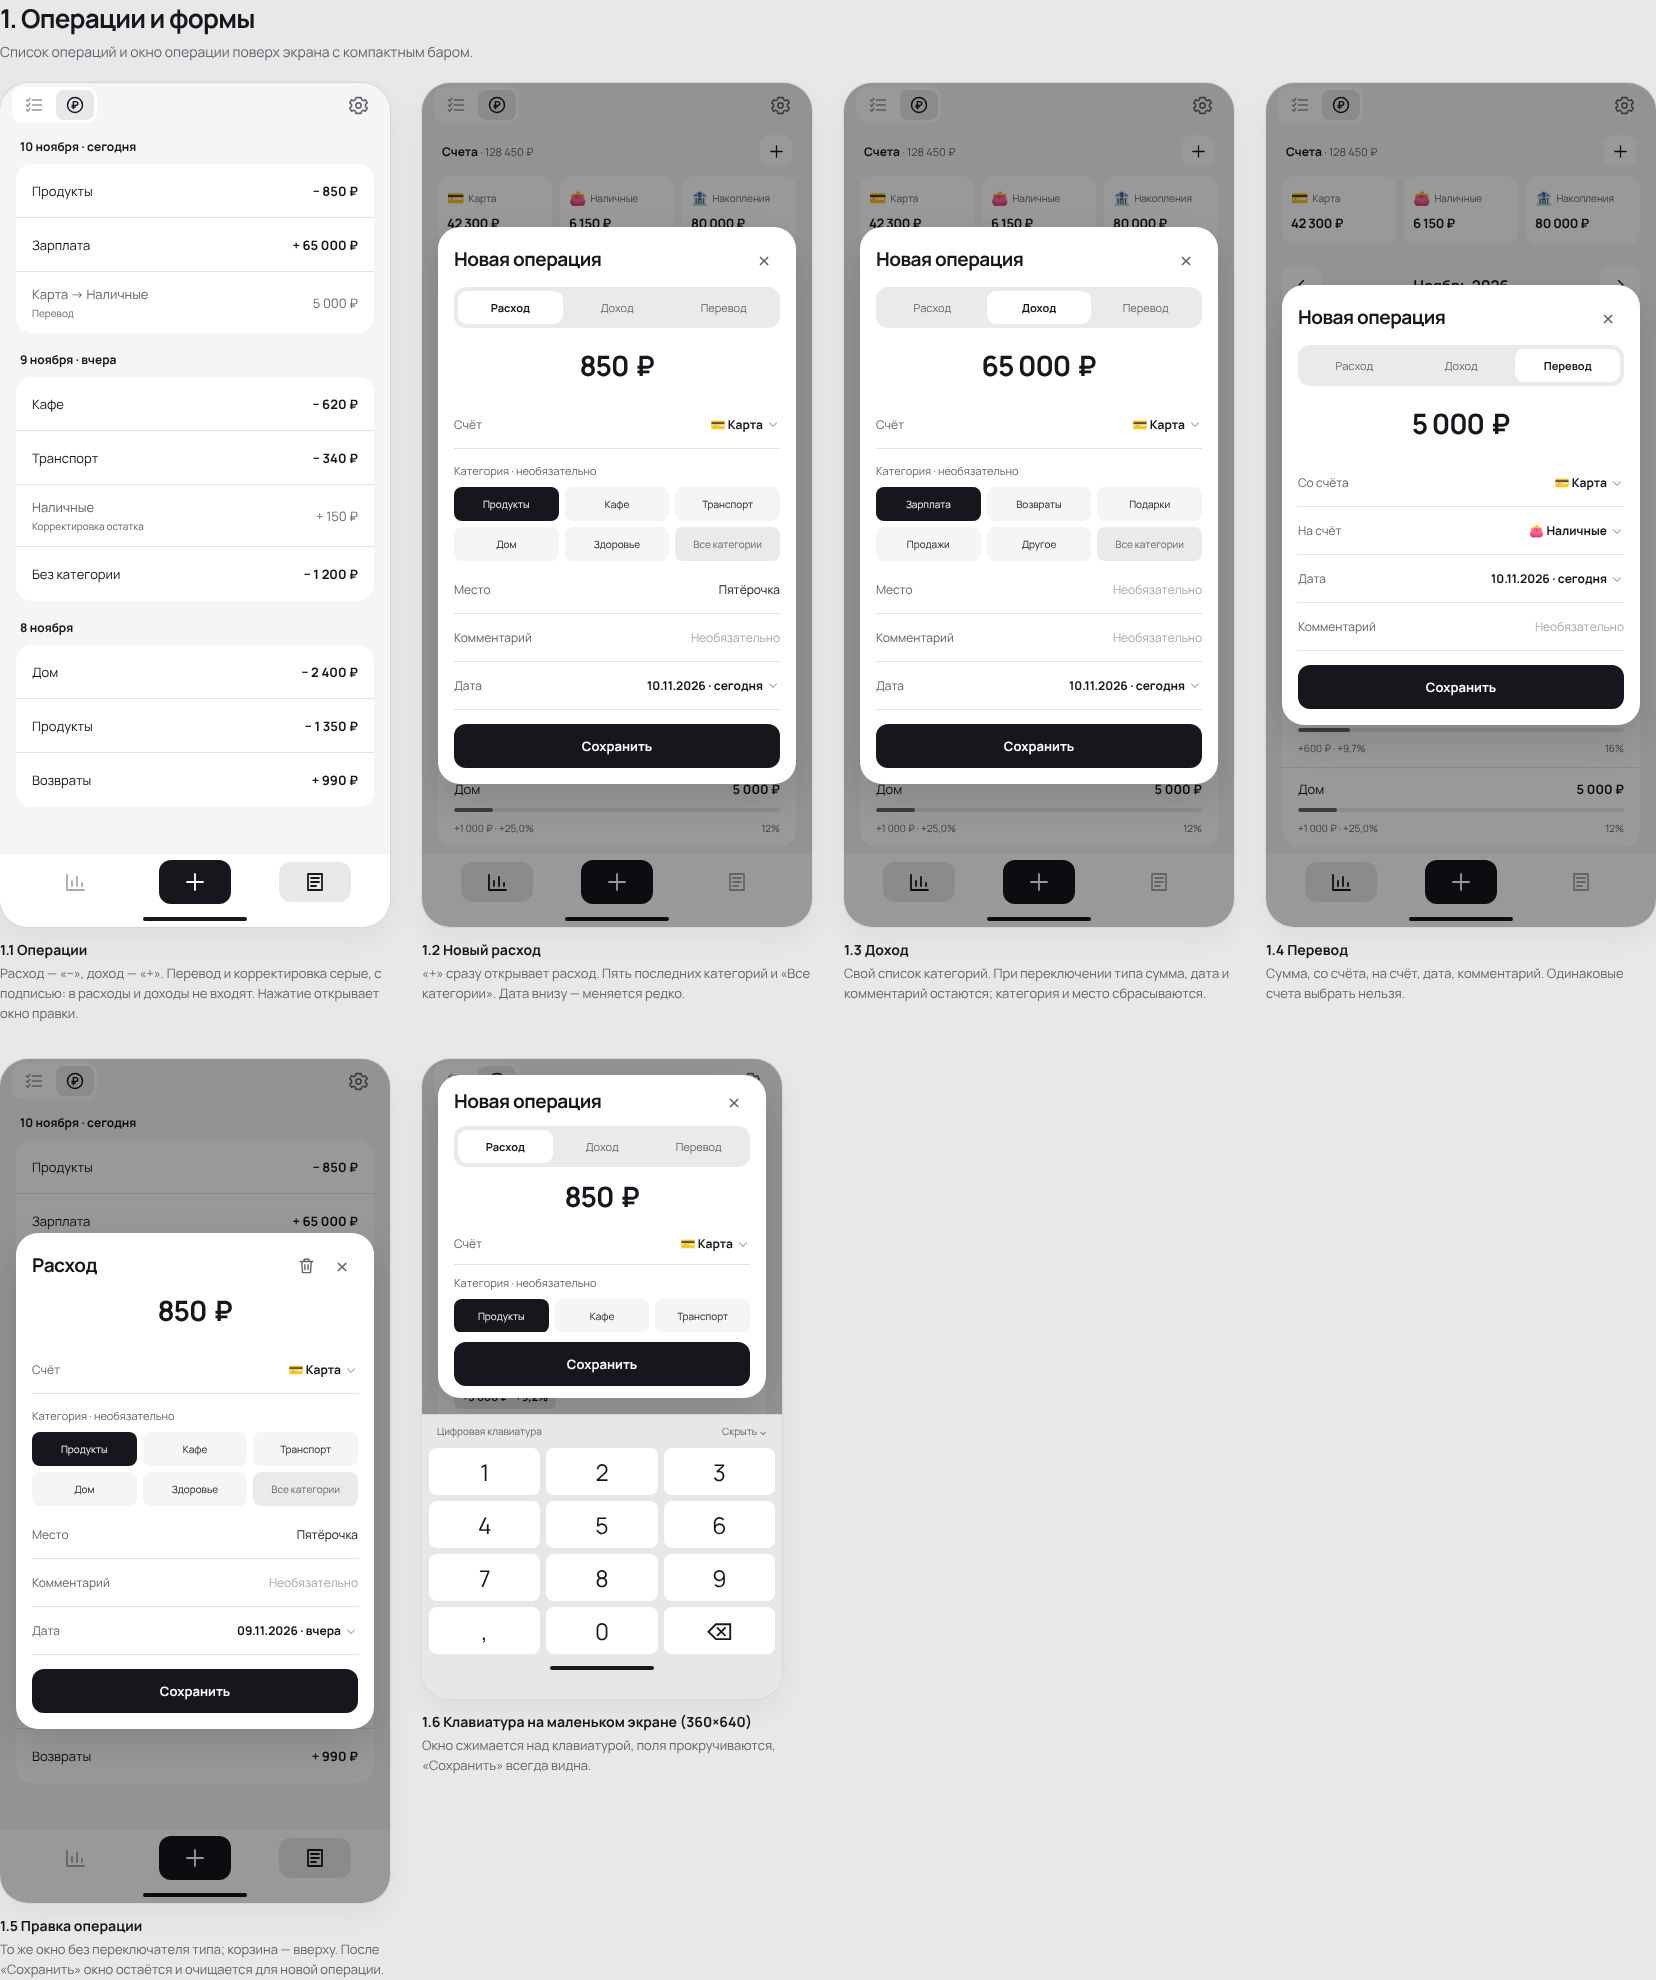 1. Операции и формы
Список операций и окно операции поверх экрана с компактным баром.
10 ноября · сегодня
Продукты − 850 ₽
Зарплата + 65 000 ₽
Карта → Наличные 5 000 ₽
Перевод
9 ноября · вчера
Кафе − 620 ₽
Транспорт − 340 ₽
Наличные + 150 ₽
Корректировка остатка
Без категории − 1 200 ₽
8 ноября
Дом − 2 400 ₽
Продукты − 1 350 ₽
Возвраты + 990 ₽
1.1 Операции
Расход — «−», доход — «+». Перевод и корректировка серые, с
подписью: в расходы и доходы не входят. Нажатие открывает
окно правки.
Счета · 128 450 ₽
Карта Наличные Накопления
42 300 ₽ 6 150 ₽ 80 000 ₽
Новая операция
Расход Доход Перевод
850 ₽
Счёт Карта
Категория · необязательно
Продукты Кафе Транспорт
Дом Здоровье Все категории
Место Пятёрочка
Комментарий Необязательно
Дата 10.11.2026 · сегодня
Сохранить
Дом 5 000 ₽
+1 000 ₽ · +25,0% 12%
1.2 Новый расход
«+» сразу открывает расход. Пять последних категорий и «Все
категории». Дата внизу — меняется редко.
Счета · 128 450 ₽
Карта Наличные Накопления
42 300 ₽ 6 150 ₽ 80 000 ₽
Новая операция
Расход Доход Перевод
65 000 ₽
Счёт Карта
Категория · необязательно
Зарплата Возвраты Подарки
Продажи Другое Все категории
Место Необязательно
Комментарий Необязательно
Дата 10.11.2026 · сегодня
Сохранить
Дом 5 000 ₽
+1 000 ₽ · +25,0% 12%
1.3 Доход
Свой список категорий. При переключении типа сумма, дата и
комментарий остаются; категория и место сбрасываются.
Счета · 128 450 ₽
Карта Наличные Накопления
42 300 ₽ 6 150 ₽ 80 000 ₽
Ноябрь 2026
Новая операция
Расход Доход Перевод
5 000 ₽
Со счёта Карта
На счёт Наличные
Дата 10.11.2026 · сегодня
Комментарий Необязательно
Сохранить
+600 ₽ · +9,7% 16%
Дом 5 000 ₽
+1 000 ₽ · +25,0% 12%
1.4 Перевод
Сумма, со счёта, на счёт, дата, комментарий. Одинаковые
счета выбрать нельзя.
10 ноября · сегодня
Продукты − 850 ₽
Зарплата + 65 000 ₽
Расход
850 ₽
Счёт Карта
Категория · необязательно
Продукты Кафе Транспорт
Дом Здоровье Все категории
Место Пятёрочка
Комментарий Необязательно
Дата 09.11.2026 · вчера
Сохранить
Возвраты + 990 ₽
1.5 Правка операции
То же окно без переключателя типа; корзина — вверху. После
«Сохранить» окно остаётся и очищается для новой операции.
Новая операция
Расход Доход Перевод
850 ₽
Счёт Карта
Категория · необязательно
Продукты Кафе Транспорт
Сохранить
Цифровая клавиатура Скрыть
1 2 3
4 5 6
7 8 9
, 0
1.6 Клавиатура на маленьком экране (360×640)
Окно сжимается над клавиатурой, поля прокручиваются,
«Сохранить» всегда видна.